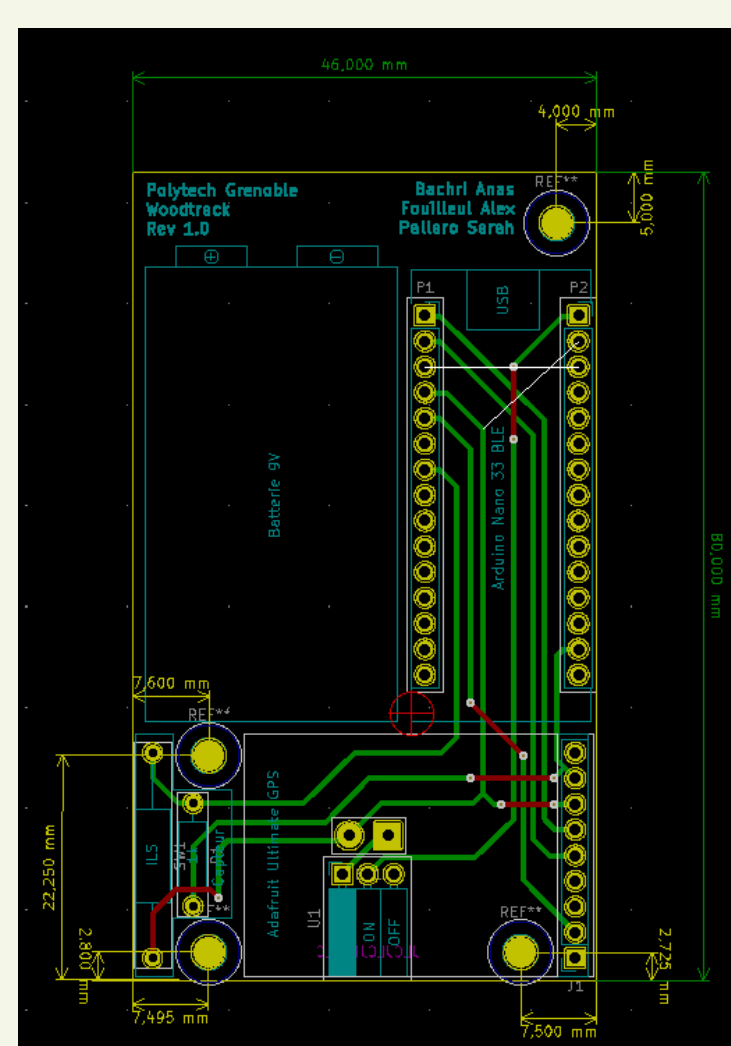 46,000 mm
4,000 mm
REF**
5,000 mm
Polytech Grenoble
Woodtrack
Rev 1.0
Bachri Anas
Fouilleul Alex
Pallaro Sarah
P1
USB
P2
Batterie 9V
Arduino Nano 33 BLE
80,000 mm
7,600 mm
REF**
22,250 mm
ILS
Capteur
Adafruit Ultimate GPS
U1
ON
OFF
REF**
2,800 mm
2,725 mm
J1
7,495 mm
7,500 mm